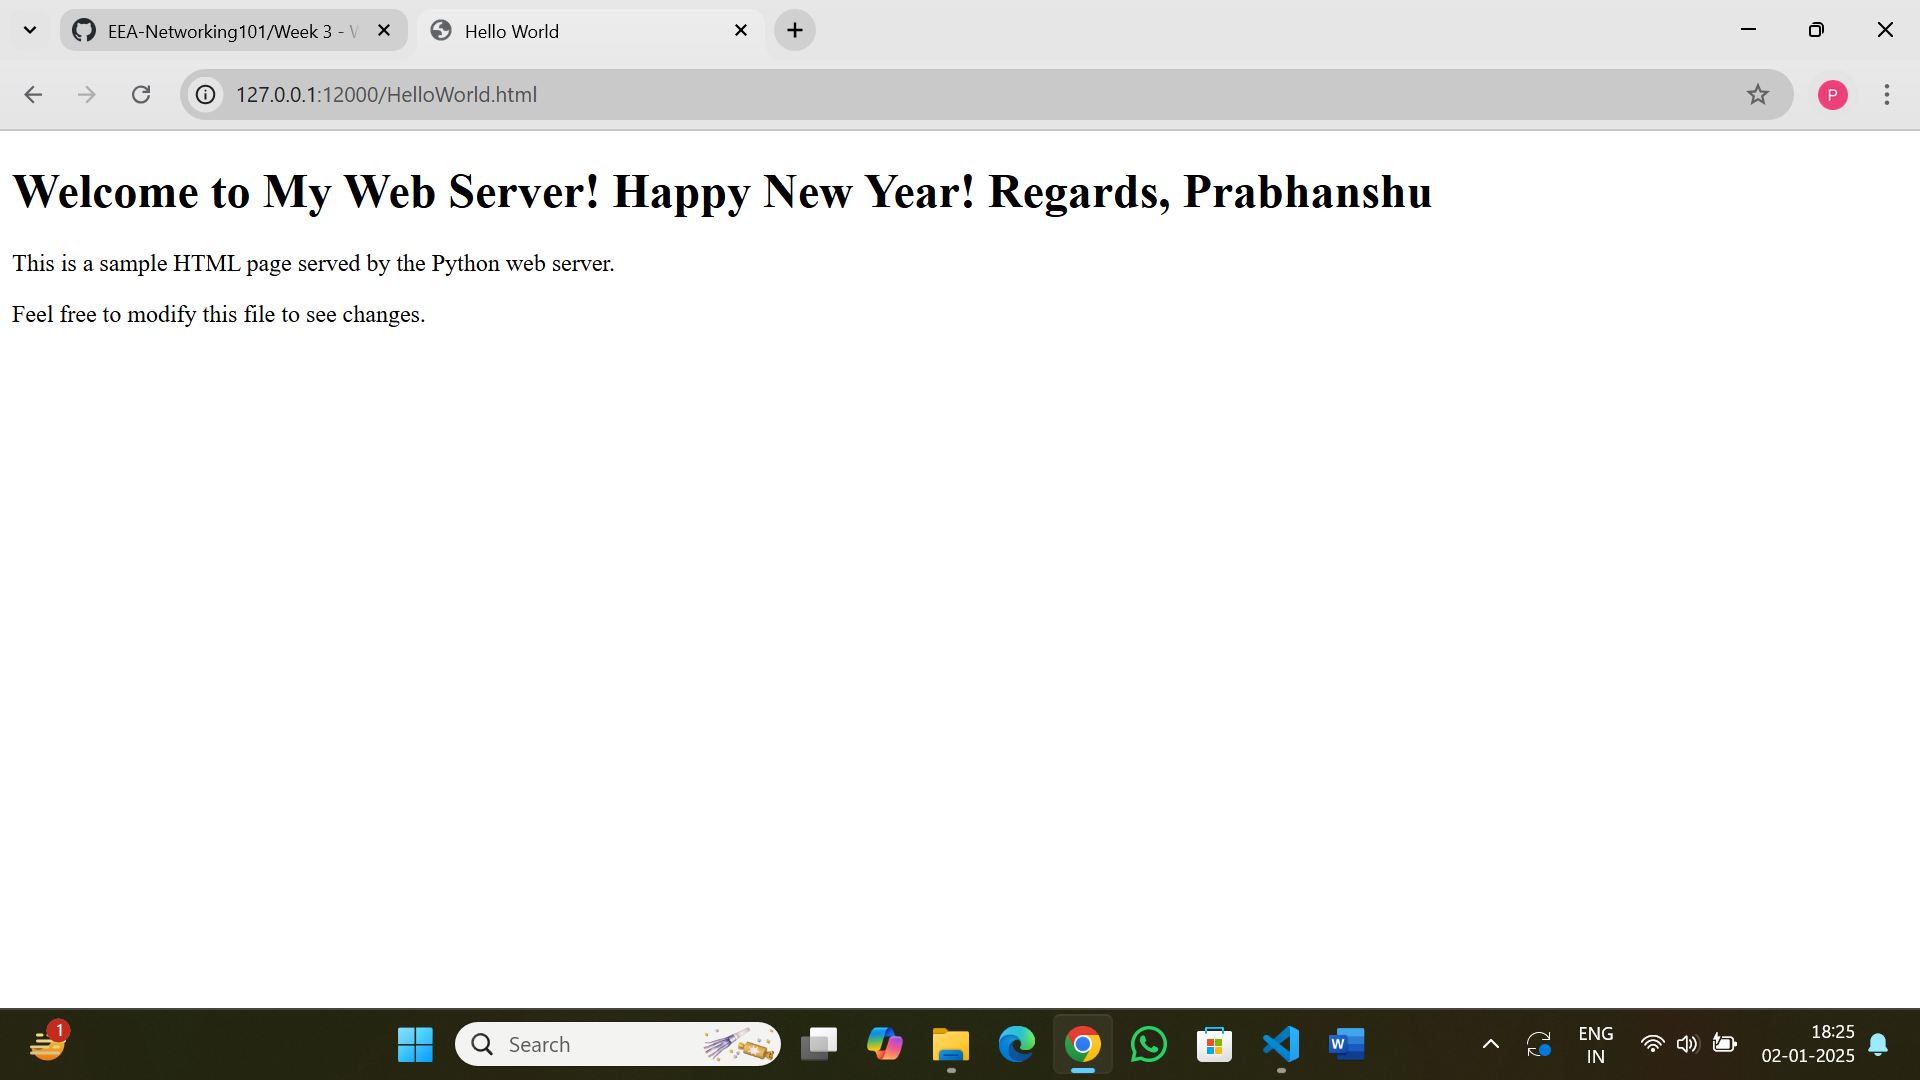 EEA-Networking101/Week 3 -
Hello World
127.0.0.1:12000/HelloWorld.html
P
Welcome to My Web Server! Happy New Year! Regards, Prabhanshu
This is a sample HTML page served by the Python web server.
Feel free to modify this file to see changes.
1
Search
W
ENG
IN
18:25
02-01-2025